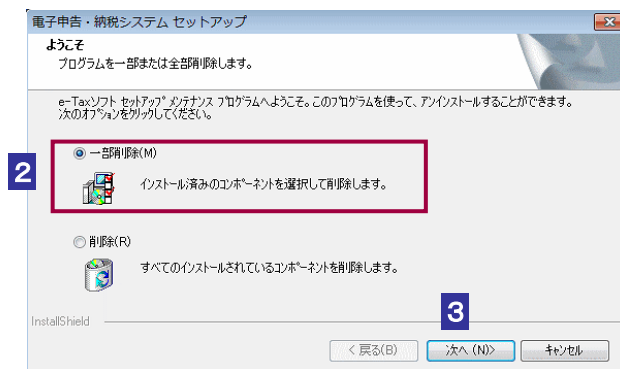 電子申告・納税システム セットアップ
ようこそ
プログラムを一部または全部削除します。
e-Taxソフト セットアップ メンテナンス プログラムへようこそ。このプログラムを使って、アンインストールすることができます。
次のオプションをクリックしてください。
一部削除(M)
2
インストール済みのコンポーネントを選択して削除します。
削除(R)
すべてのインストールされているコンポーネントを削除します。
3
InstallShield
< 戻る(B)
次へ (N)>
キャンセル